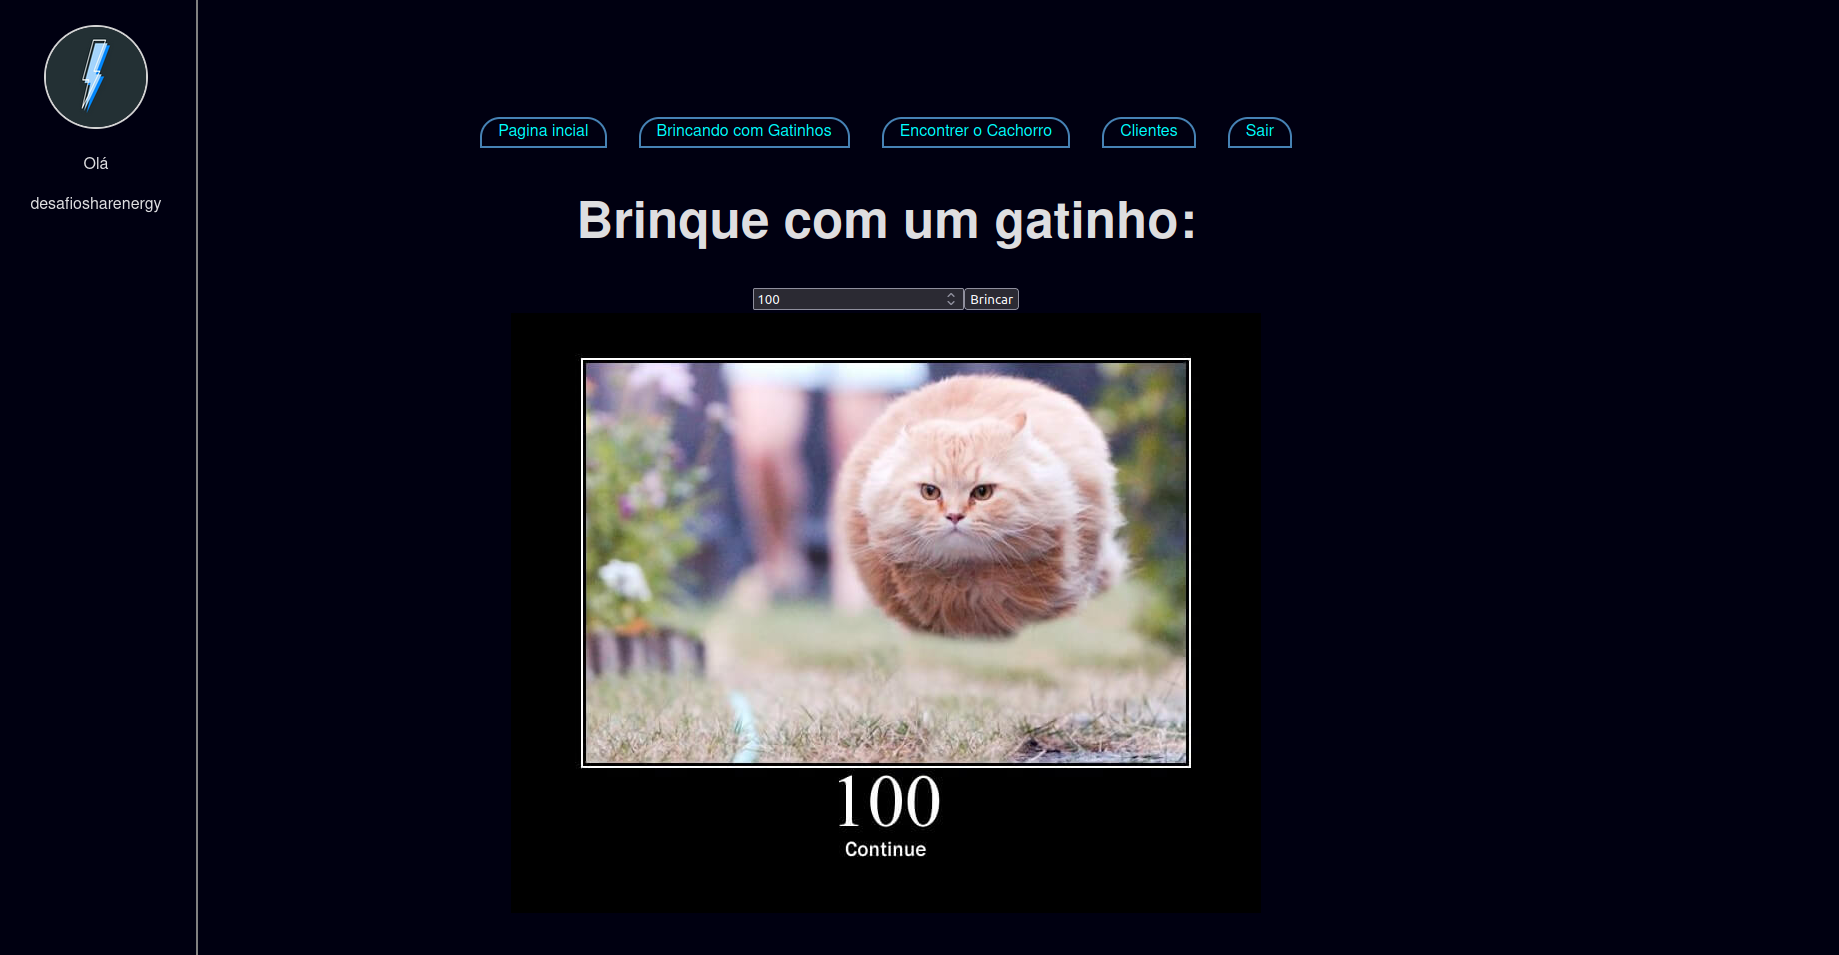 Olá
desafiosharenergy
Pagina incial
Brincando com Gatinhos
Encontrer o Cachorro
Clientes
Sair
Brinque com um gatinho:
100
Brincar
100
Continue